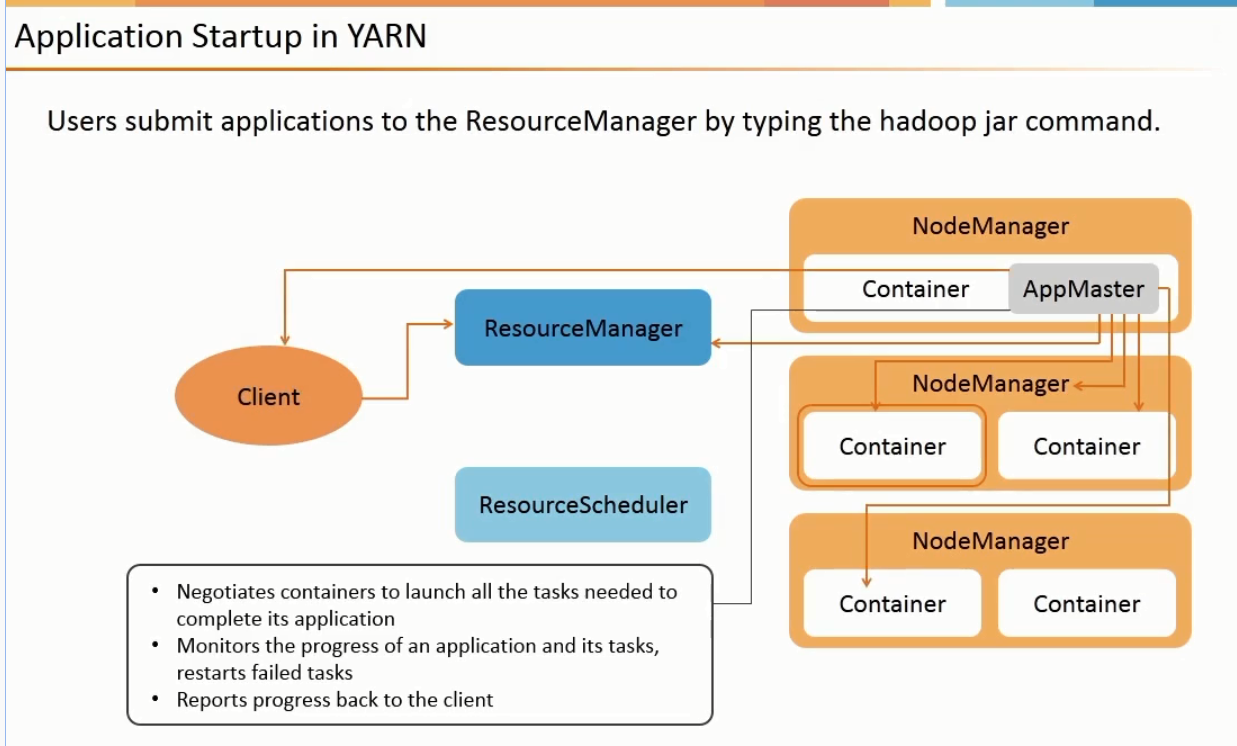 Application Startup in YARN
Users submit applications to the ResourceManager by typing the hadoop jar command.
NodeManager
Container
AppMaster
ResourceManager
Client
NodeManager
Container
Container
ResourceScheduler
NodeManager
Container
Container
• Negotiates containers to launch all the tasks needed to
complete its application
• Monitors the progress of an application and its tasks,
restarts failed tasks
• Reports progress back to the client